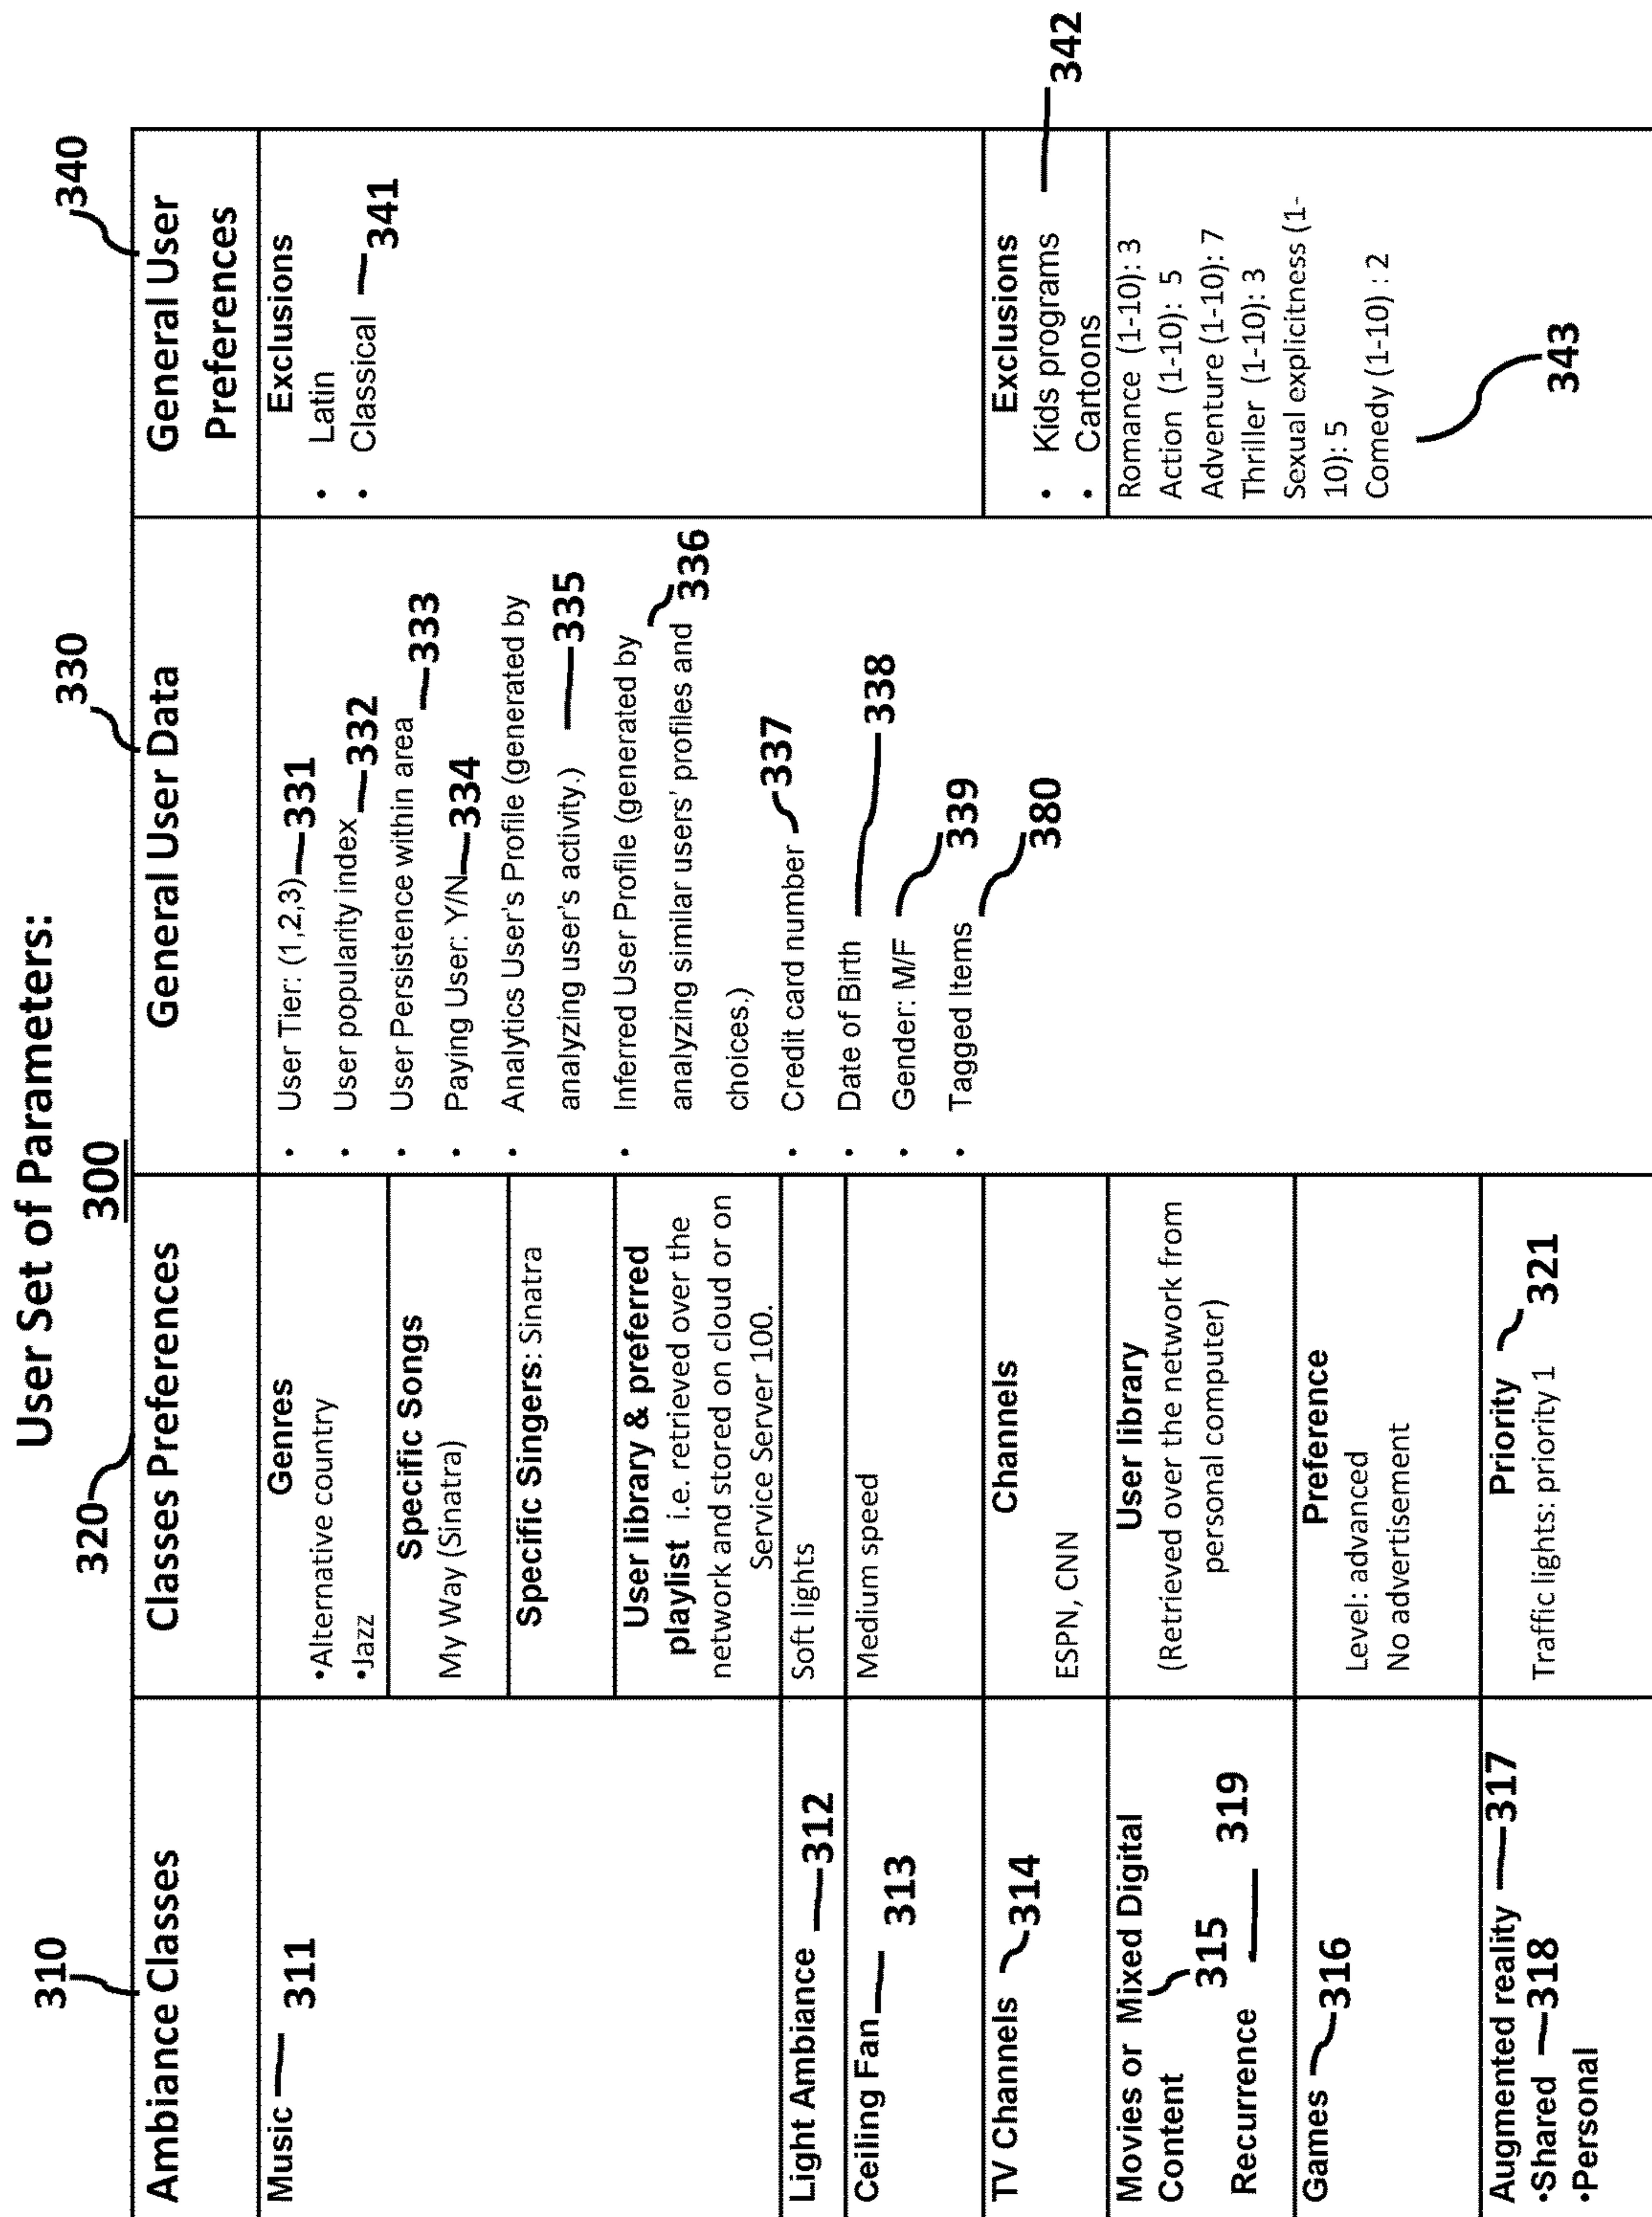 User Set of Parameters:
300
310
320
330
340
Ambiance Classes
Classes Preferences
General User Data
General User
Preferences
Music 311
Genres
•Alternative country
•Jazz
Specific Songs
My Way (Sinatra)
Specific Singers: Sinatra
User library & preferred
playlist i.e. retrieved over the
network and stored on cloud or on
Service Server 100.
• User Tier: (1,2,3) 331
• User popularity index 332
• User Persistence within area 333
• Paying User: Y/N 334
• Analytics User's Profile (generated by
analyzing user's activity.) 335
• Inferred User Profile (generated by 336
analyzing similar users' profiles and
choices.)
• Credit card number 337
• Date of Birth 338
• Gender: M/F 339
• Tagged Items 380
Exclusions
• Latin
• Classical 341
Light Ambiance 312
Soft lights
Ceiling Fan 313
Medium speed
TV Channels 314
Channels
ESPN, CNN
Exclusions
• Kids programs 342
• Cartoons
Movies or Mixed Digital
Content 315
Recurrence 319
User library
(Retrieved over the network from
personal computer)
Romance (1-10): 3
Action (1-10): 5
Adventure (1-10): 7
Thriller (1-10): 3
Sexual explicitness (1-
10): 5
Comedy (1-10) : 2
343
Games 316
Preference
Level: advanced
No advertisement
Augmented reality 317
•Shared 318
•Personal
Priority 321
Traffic lights: priority 1